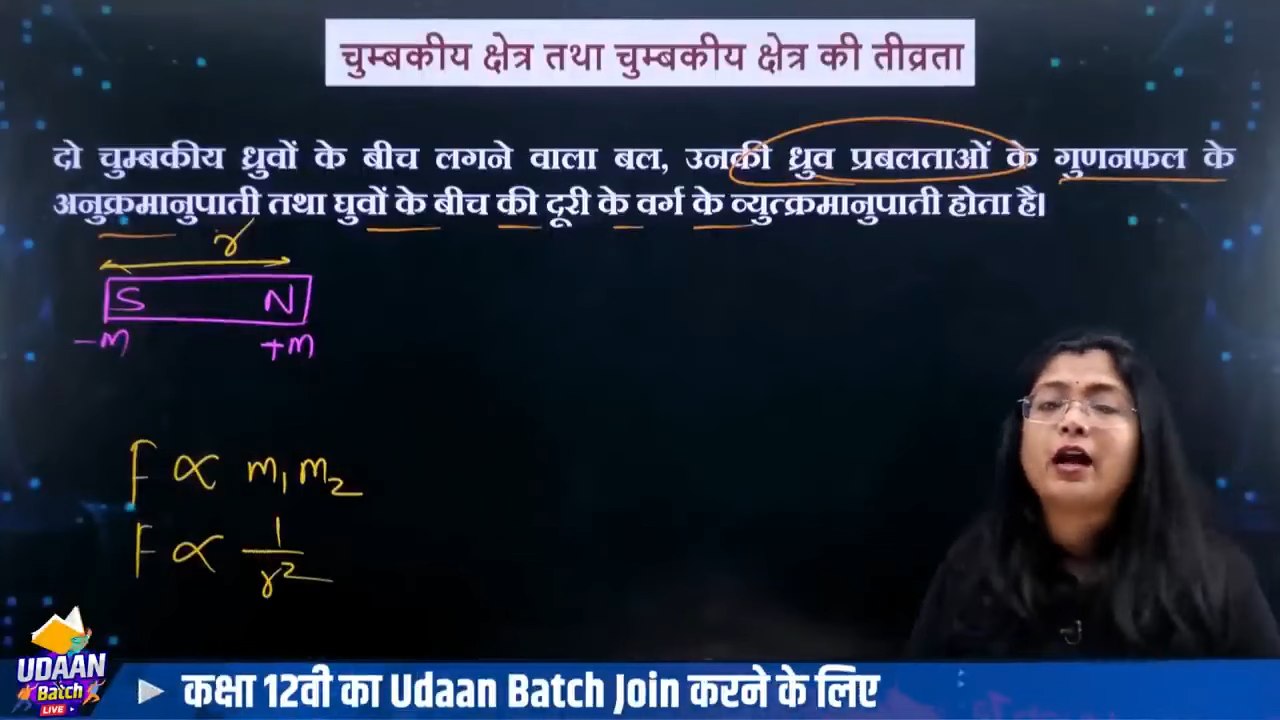 चुम्बकीय क्षेत्र तथा चुम्बकीय क्षेत्र की तीव्रता
दो चुम्बकीय ध्रुवों के बीच लगने वाला बल, उनकी ध्रुव प्रबलताओं के गुणनफल के
अनुक्रमानुपाती तथा घुवों के बीच की दूरी के वर्ग के व्युत्क्रमानुपाती होता है।
r
S N
-m +m
F ∝ m₁m₂
F ∝ 1/r²
UDAAN
Batch
LIVE
कक्षा 12वी का Udaan Batch Join करने के लिए